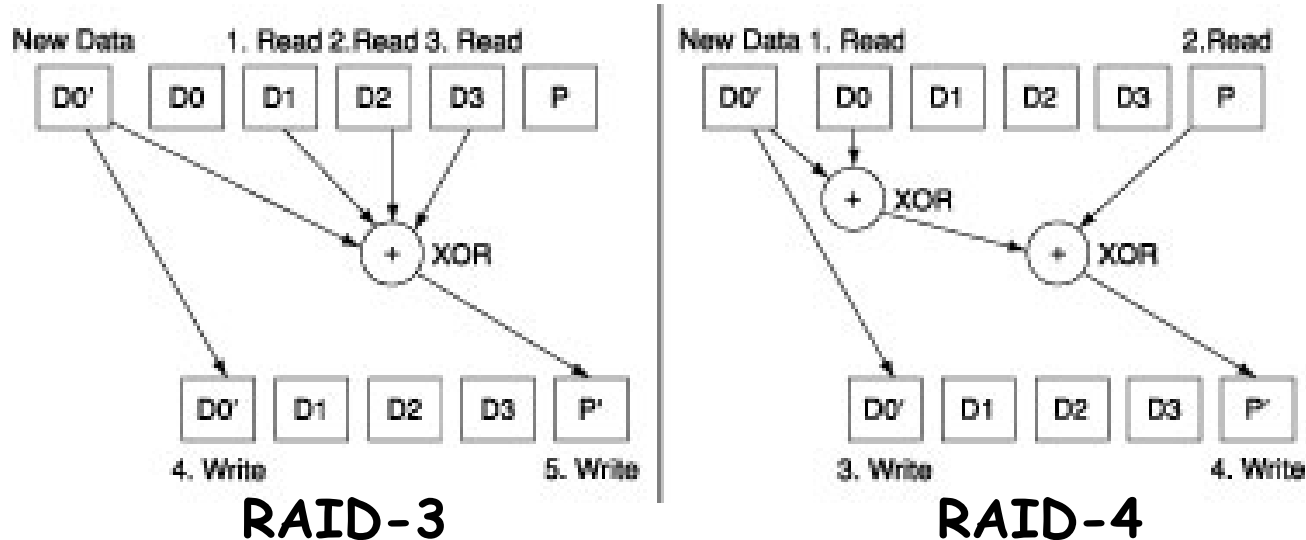 New Data 1. Read 2.Read 3. Read
D0' D0 D1 D2 D3 P
+ XOR
D0' D1 D2 D3 P'
4. Write 5. Write
RAID-3
New Data 1. Read 2.Read
D0' D0 D1 D2 D3 P
+ XOR
+ XOR
D0' D1 D2 D3 P'
3. Write 4. Write
RAID-4